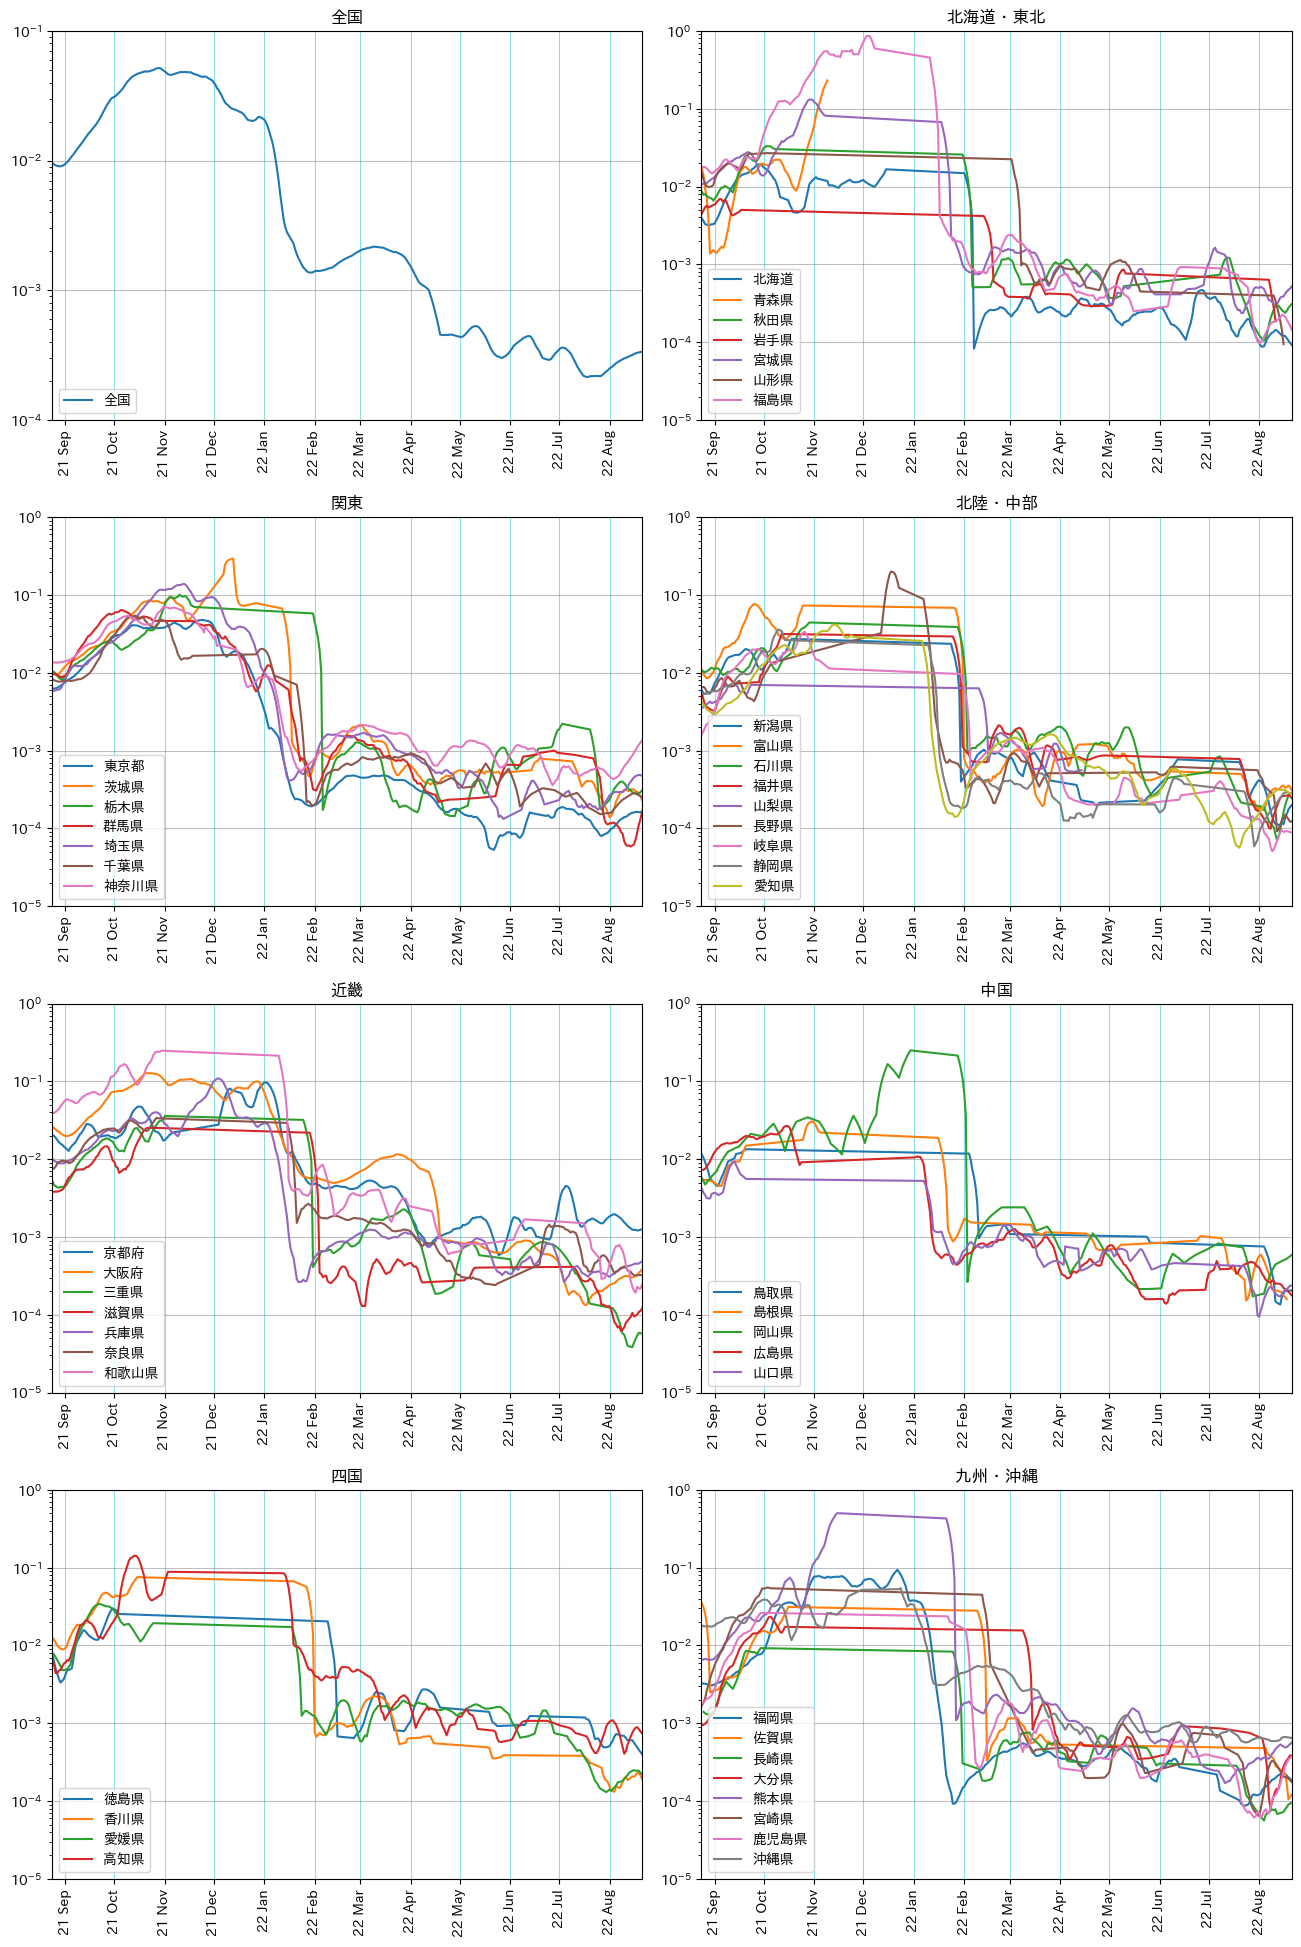 全国
10⁻¹
10⁻²
10⁻³
10⁻⁴
全国
21 Sep
21 Oct
21 Nov
21 Dec
22 Jan
22 Feb
22 Mar
22 Apr
22 May
22 Jun
22 Jul
22 Aug
北海道・東北
10⁰
10⁻¹
10⁻²
10⁻³
10⁻⁴
10⁻⁵
北海道
青森県
秋田県
岩手県
宮城県
山形県
福島県
21 Sep
21 Oct
21 Nov
21 Dec
22 Jan
22 Feb
22 Mar
22 Apr
22 May
22 Jun
22 Jul
22 Aug
関東
10⁰
10⁻¹
10⁻²
10⁻³
10⁻⁴
10⁻⁵
東京都
茨城県
栃木県
群馬県
埼玉県
千葉県
神奈川県
21 Sep
21 Oct
21 Nov
21 Dec
22 Jan
22 Feb
22 Mar
22 Apr
22 May
22 Jun
22 Jul
22 Aug
北陸・中部
10⁰
10⁻¹
10⁻²
10⁻³
10⁻⁴
10⁻⁵
新潟県
富山県
石川県
福井県
山梨県
長野県
岐阜県
静岡県
愛知県
21 Sep
21 Oct
21 Nov
21 Dec
22 Jan
22 Feb
22 Mar
22 Apr
22 May
22 Jun
22 Jul
22 Aug
近畿
10⁰
10⁻¹
10⁻²
10⁻³
10⁻⁴
10⁻⁵
京都府
大阪府
三重県
滋賀県
兵庫県
奈良県
和歌山県
21 Sep
21 Oct
21 Nov
21 Dec
22 Jan
22 Feb
22 Mar
22 Apr
22 May
22 Jun
22 Jul
22 Aug
中国
10⁰
10⁻¹
10⁻²
10⁻³
10⁻⁴
10⁻⁵
鳥取県
島根県
岡山県
広島県
山口県
21 Sep
21 Oct
21 Nov
21 Dec
22 Jan
22 Feb
22 Mar
22 Apr
22 May
22 Jun
22 Jul
22 Aug
四国
10⁰
10⁻¹
10⁻²
10⁻³
10⁻⁴
10⁻⁵
徳島県
香川県
愛媛県
高知県
21 Sep
21 Oct
21 Nov
21 Dec
22 Jan
22 Feb
22 Mar
22 Apr
22 May
22 Jun
22 Jul
22 Aug
九州・沖縄
10⁰
10⁻¹
10⁻²
10⁻³
10⁻⁴
10⁻⁵
福岡県
佐賀県
長崎県
大分県
熊本県
宮崎県
鹿児島県
沖縄県
21 Sep
21 Oct
21 Nov
21 Dec
22 Jan
22 Feb
22 Mar
22 Apr
22 May
22 Jun
22 Jul
22 Aug